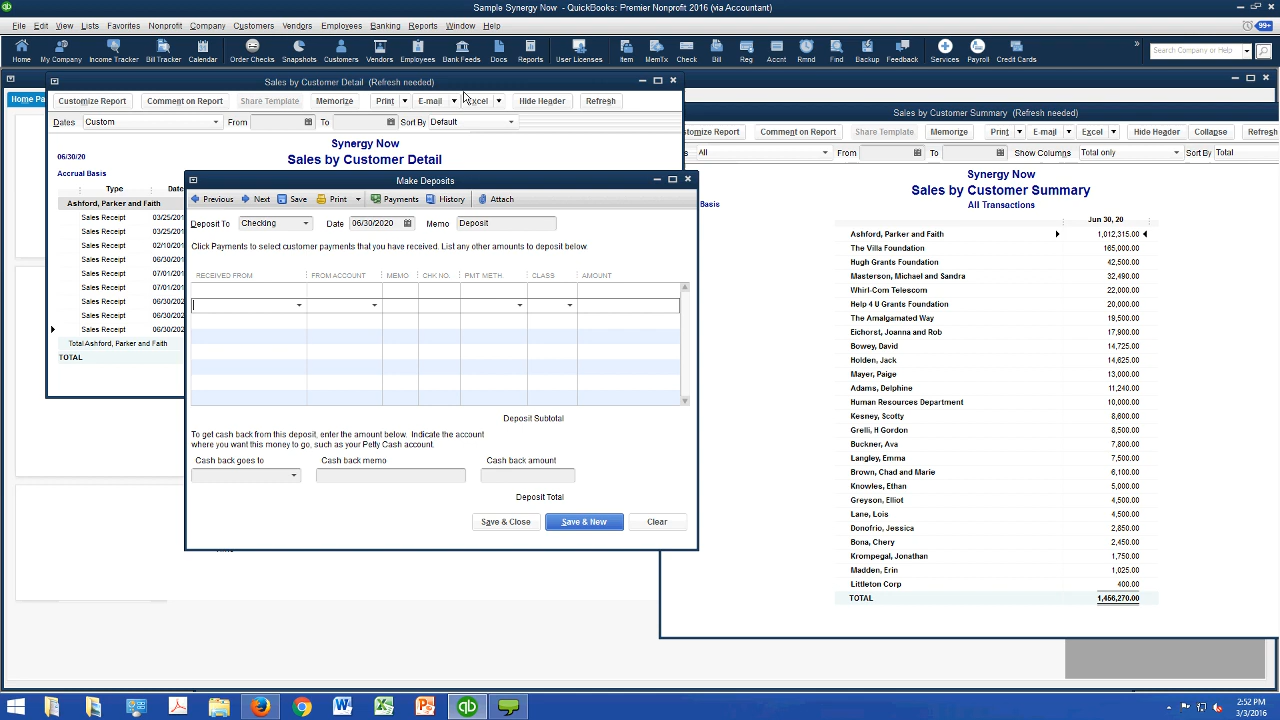 Sample Synergy Now - QuickBooks: Premier Nonprofit 2016 (via Accountant)
File Edit View Lists Favorites Nonprofit Company Customers Vendors Employees Banking Reports Window Help
99+
Home My Company Income Tracker Bill Tracker Calendar Order Checks Snapshots Customers Vendors Employees Bank Feeds Docs Reports User Licenses Item MemTx Check Bill Reg Accnt Rmd Find Backup Feedback Services Payroll Credit Cards
Search Company or Help
Home Pa
Sales by Customer Detail (Refresh needed)
Customize Report Comment on Report Share Template Memorize Print E-mail Excel Hide Header Refresh
Dates Custom From To Sort By Default
Synergy Now
06/30/20
Sales by Customer Detail
Accrual Basis
Type Date
Ashford, Parker and Faith
Sales Receipt 03/25/201
Sales Receipt 03/25/201
Sales Receipt 02/10/201
Sales Receipt 06/30/202
Sales Receipt 07/01/201
Sales Receipt 07/01/201
Sales Receipt 06/30/202
Sales Receipt 06/30/202
Sales Receipt 06/30/202
Total Ashford, Parker and Faith
TOTAL
Make Deposits
Previous Next Save Print Payments History Attach
Deposit To Checking Date 06/30/2020 Memo Deposit
Click Payments to select customer payments that you have received. List any other amounts to deposit below.
RECEIVED FROM FROM ACCOUNT MEMO CHK NO. PMT METH. CLASS AMOUNT
Deposit Subtotal
To get cash back from this deposit, enter the amount below. Indicate the account
where you want this money to go, such as your Petty Cash account.
Cash back goes to Cash back memo Cash back amount
Deposit Total
Save & Close Save & New Clear
Sales by Customer Summary (Refresh needed)
tomize Report Comment on Report Share Template Memorize Print E-mail Excel Hide Header Collapse Refresh
s All From To Show Columns Total only Sort By Total
Synergy Now
Sales by Customer Summary
Basis All Transactions
Jun 30, 20
Ashford, Parker and Faith 1,012,315.00
The Villa Foundation 165,000.00
Hugh Grants Foundation 42,500.00
Masterson, Michael and Sandra 32,490.00
Whirl-Com Telecom 22,000.00
Help 4 U Grants Foundation 20,000.00
The Amalgamated Way 19,500.00
Eichorst, Joanna and Rob 17,900.00
Bowey, David 14,725.00
Holden, Jack 14,625.00
Mayer, Paige 13,000.00
Adams, Delphine 11,240.00
Human Resources Department 10,000.00
Kesney, Scotty 8,600.00
Grelli, H Gordon 8,500.00
Buckner, Ava 7,800.00
Langley, Emma 7,500.00
Brown, Chad and Marie 6,100.00
Knowles, Ethan 5,000.00
Greyson, Elliot 4,500.00
Lane, Lois 4,500.00
Donofrio, Jessica 2,850.00
Bona, Chery 2,450.00
Krompegal, Jonathan 1,750.00
Madden, Erin 1,025.00
Littleton Corp 400.00
TOTAL 1,456,270.00
2:52 PM
3/3/2016